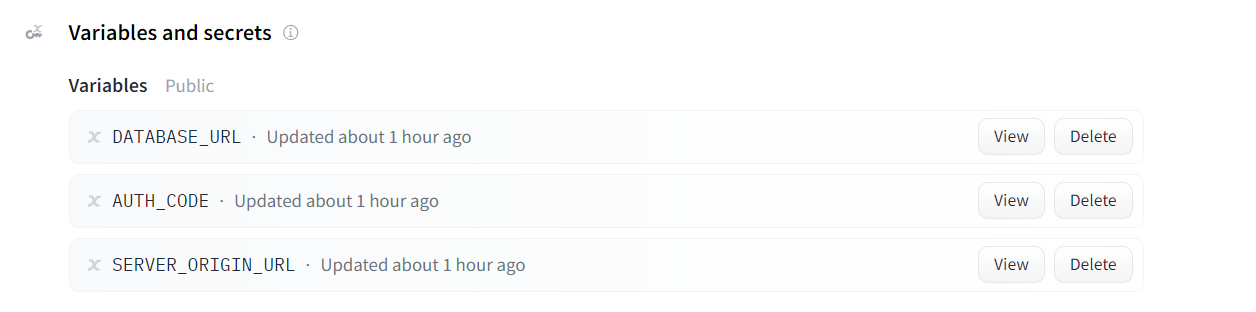 Variables and secrets
Variables Public
DATABASE_URL · Updated about 1 hour ago View Delete
AUTH_CODE · Updated about 1 hour ago View Delete
SERVER_ORIGIN_URL · Updated about 1 hour ago View Delete